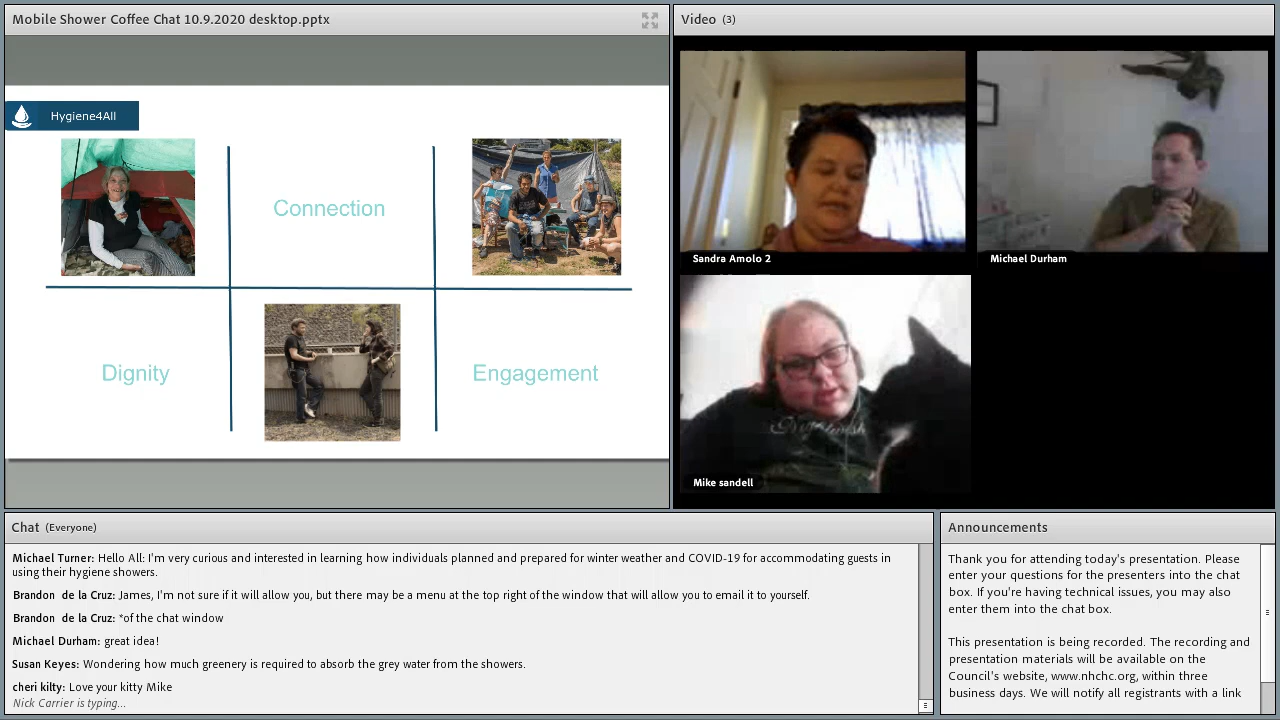 Mobile Shower Coffee Chat 10.9.2020 desktop.pptx
Hygiene4All
Connection
Dignity
Engagement
Video (3)
Sandra Amolo 2
Michael Durham
Mike sandell
Chat (Everyone)
Michael Turner: Hello All: I'm very curious and interested in learning how individuals planned and prepared for winter weather and COVID-19 for accommodating guests in
using their hygiene showers.
Brandon de la Cruz: James, I'm not sure if it will allow you, but there may be a menu at the top right of the window that will allow you to email it to yourself.
Brandon de la Cruz: *of the chat window
Michael Durham: great idea!
Susan Keyes: Wondering how much greenery is required to absorb the grey water from the showers.
cheri kilty: Love your kitty Mike
Nick Carrier is typing...
Announcements
Thank you for attending today's presentation. Please
enter your questions for the presenters into the chat
box. If you're having technical issues, you may also
enter them into the chat box.
This presentation is being recorded. The recording and
presentation materials will be available on the
Council's website, www.nhchc.org, within three
business days. We will notify all registrants with a link